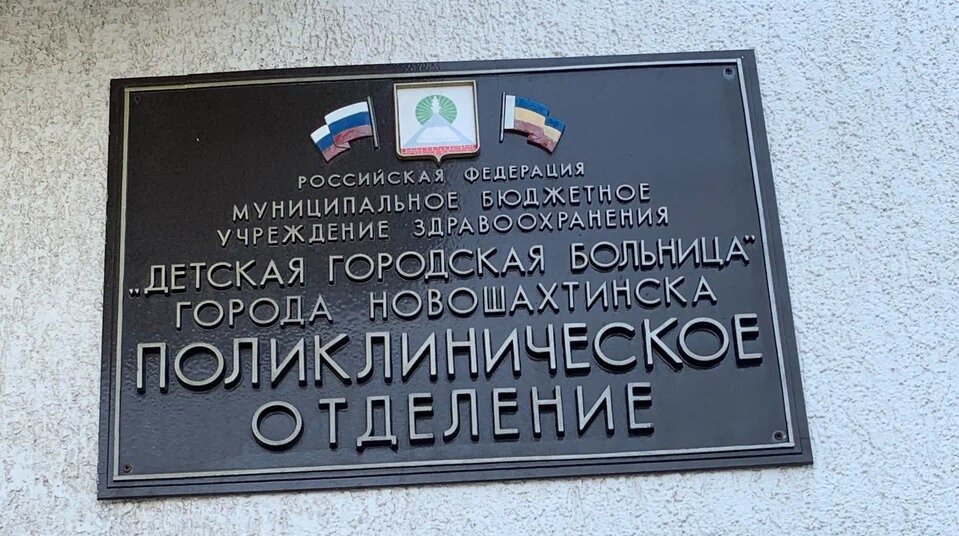 РОССИЙСКАЯ ФЕДЕРАЦИЯ
МУНИЦИПАЛЬНОЕ БЮДЖЕТНОЕ
УЧРЕЖДЕНИЕ ЗДРАВООХРАНЕНИЯ
„ДЕТСКАЯ ГОРОДСКАЯ БОЛЬНИЦА"
ГОРОДА НОВОШАХТИНСКА
ПОЛИКЛИНИЧЕСКОЕ
ОТДЕЛЕНИЕ